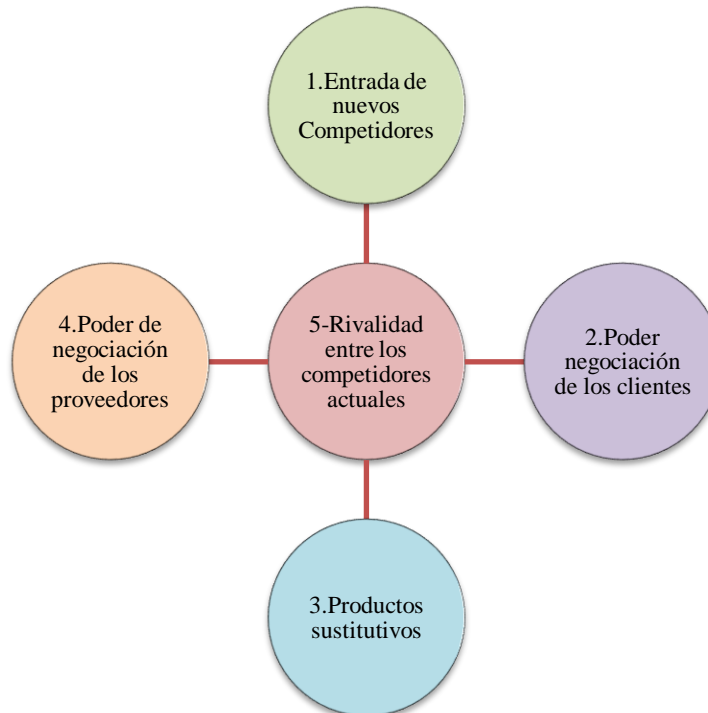 1.Entrada de
nuevos
Competidores
4.Poder de
negociación
de los
proveedores
5-Rivalidad
entre los
competidores
actuales
2.Poder
negociación
de los clientes
3.Productos
sustitutivos